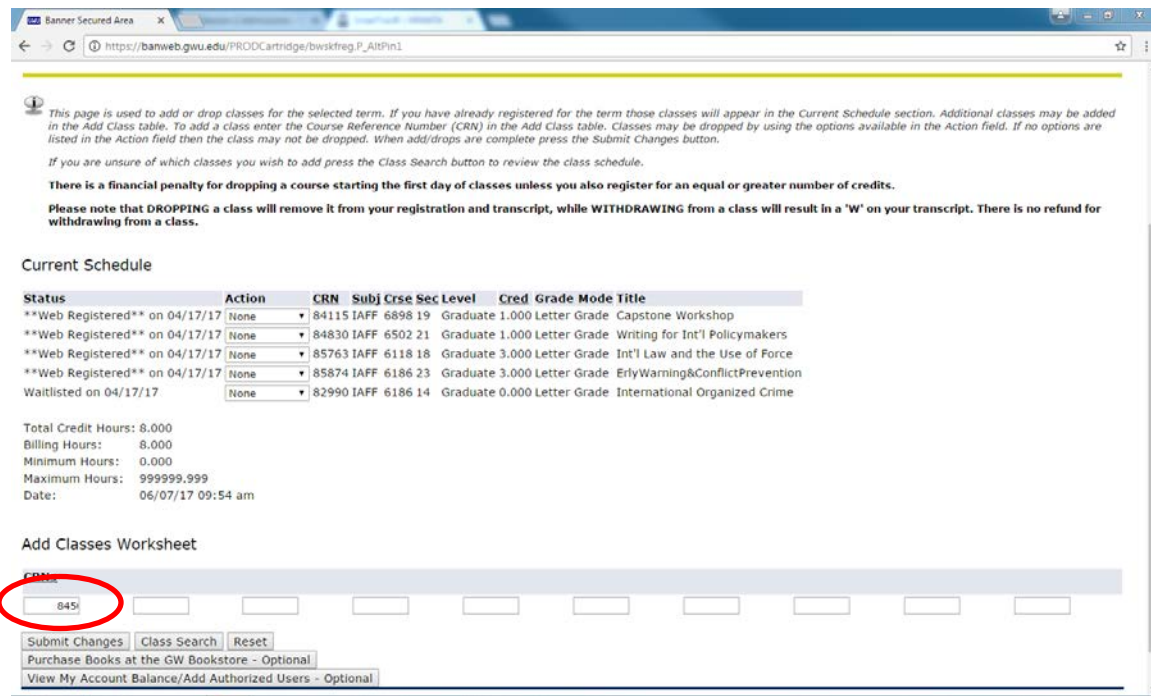 Banner Secured Area
https://banweb.gwu.edu/PRODCartridge/bwskfreg.P_AltPin1
This page is used to add or drop classes for the selected term. If you have already registered for the term those classes will appear in the Current Schedule section. Additional classes may be added
in the Add Class table. To add a class enter the Course Reference Number (CRN) in the Add Class table. Classes may be dropped by using the options available in the Action field. If no options are
listed in the Action field then the class may not be dropped. When add/drops are complete press the Submit Changes button.
If you are unsure of which classes you wish to add press the Class Search button to review the class schedule.
There is a financial penalty for dropping a course starting the first day of classes unless you also register for an equal or greater number of credits.
Please note that DROPPING a class will remove it from your registration and transcript, while WITHDRAWING from a class will result in a 'W' on your transcript. There is no refund for
withdrawing from a class.
Current Schedule
Status Action CRN Subj Crse Sec Level Cred Grade Mode Title
**Web Registered** on 04/17/17 None 84115 IAFF 6898 19 Graduate 1.000 Letter Grade Capstone Workshop
**Web Registered** on 04/17/17 None 84830 IAFF 6502 21 Graduate 1.000 Letter Grade Writing for Int'l Policymakers
**Web Registered** on 04/17/17 None 85763 IAFF 6118 18 Graduate 3.000 Letter Grade Int'l Law and the Use of Force
**Web Registered** on 04/17/17 None 85874 IAFF 6186 23 Graduate 3.000 Letter Grade ErlyWarning&ConflictPrevention
Waitlisted on 04/17/17 None 82990 IAFF 6186 14 Graduate 0.000 Letter Grade International Organized Crime
Total Credit Hours: 8.000
Billing Hours: 8.000
Minimum Hours: 0.000
Maximum Hours: 999999.999
Date: 06/07/17 09:54 am
Add Classes Worksheet
CRNs
845
Submit Changes Class Search Reset
Purchase Books at the GW Bookstore - Optional
View My Account Balance/Add Authorized Users - Optional